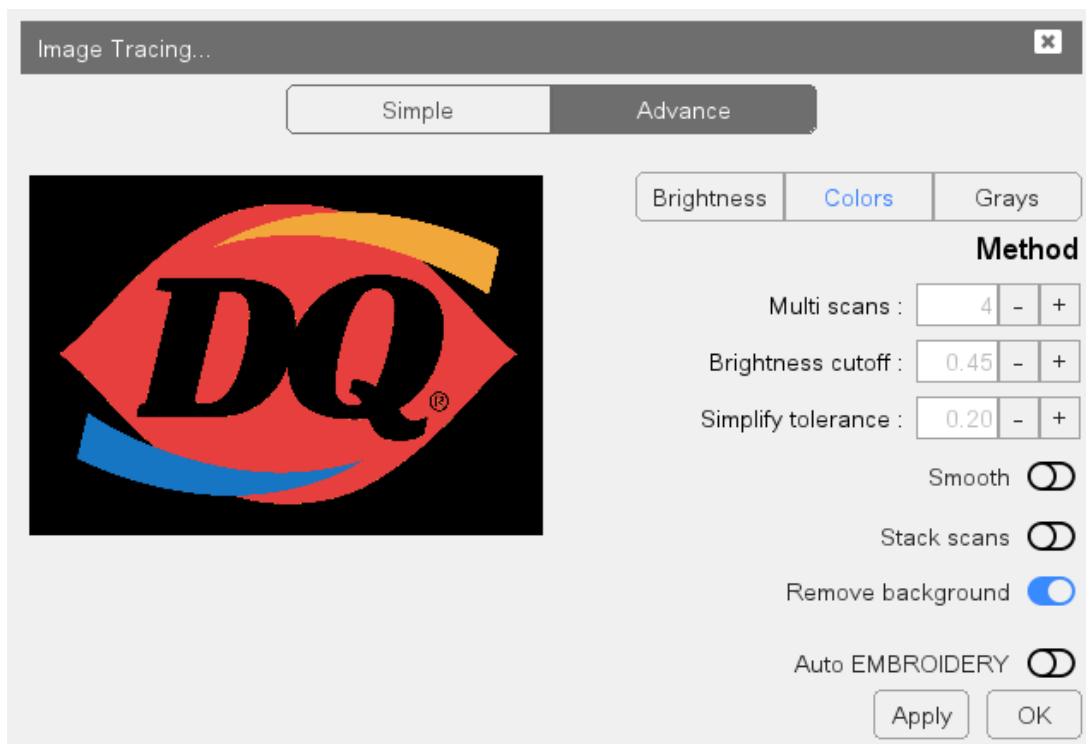 Image Tracing...
Simple Advance
Brightness Colors Grays
Method
Multi scans : 4 - +
Brightness cutoff : 0.45 - +
Simplify tolerance : 0.20 - +
DQ®
Smooth
Stack scans
Remove background
Auto EMBROIDERY
Apply OK